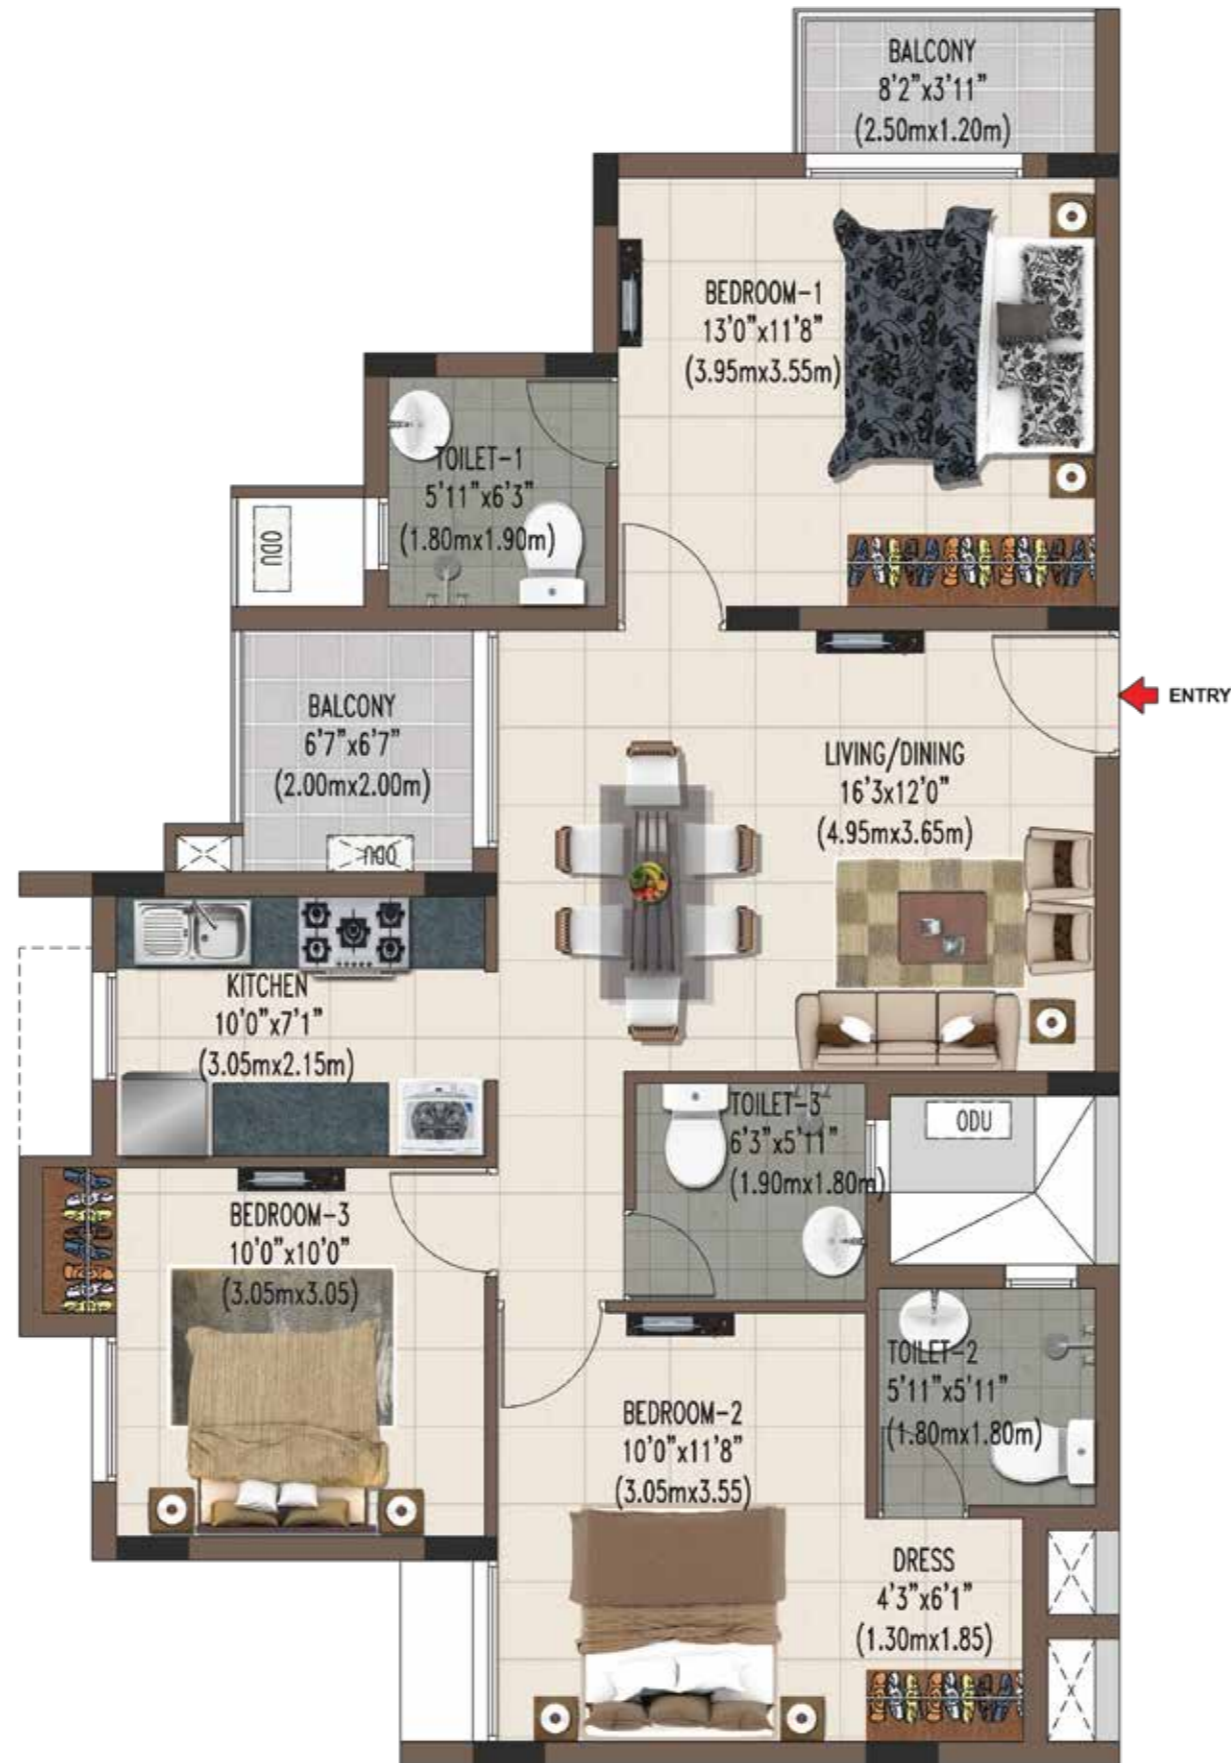 BALCONY
8'2"x3'11"
(2.50mx1.20m)
BEDROOM-1
13'0"x11'8"
(3.95mx3.55m)
TOILET-1
5'11"x6'3"
(1.80mx1.90m)
ODU
BALCONY
6'7"x6'7"
(2.00mx2.00m)
ODU
ENTRY
LIVING/DINING
16'3x12'0"
(4.95mx3.65m)
KITCHEN
10'0"x7'1"
(3.05mx2.15m)
TOILET-3
6'3"x5'11"
(1.90mx1.80m)
ODU
BEDROOM-3
10'0"x10'0"
(3.05mx3.05)
TOILET-2
5'11"x5'11"
(1.80mx1.80m)
BEDROOM-2
10'0"x11'8"
(3.05mx3.55)
DRESS
4'3"x6'1"
(1.30mx1.85)